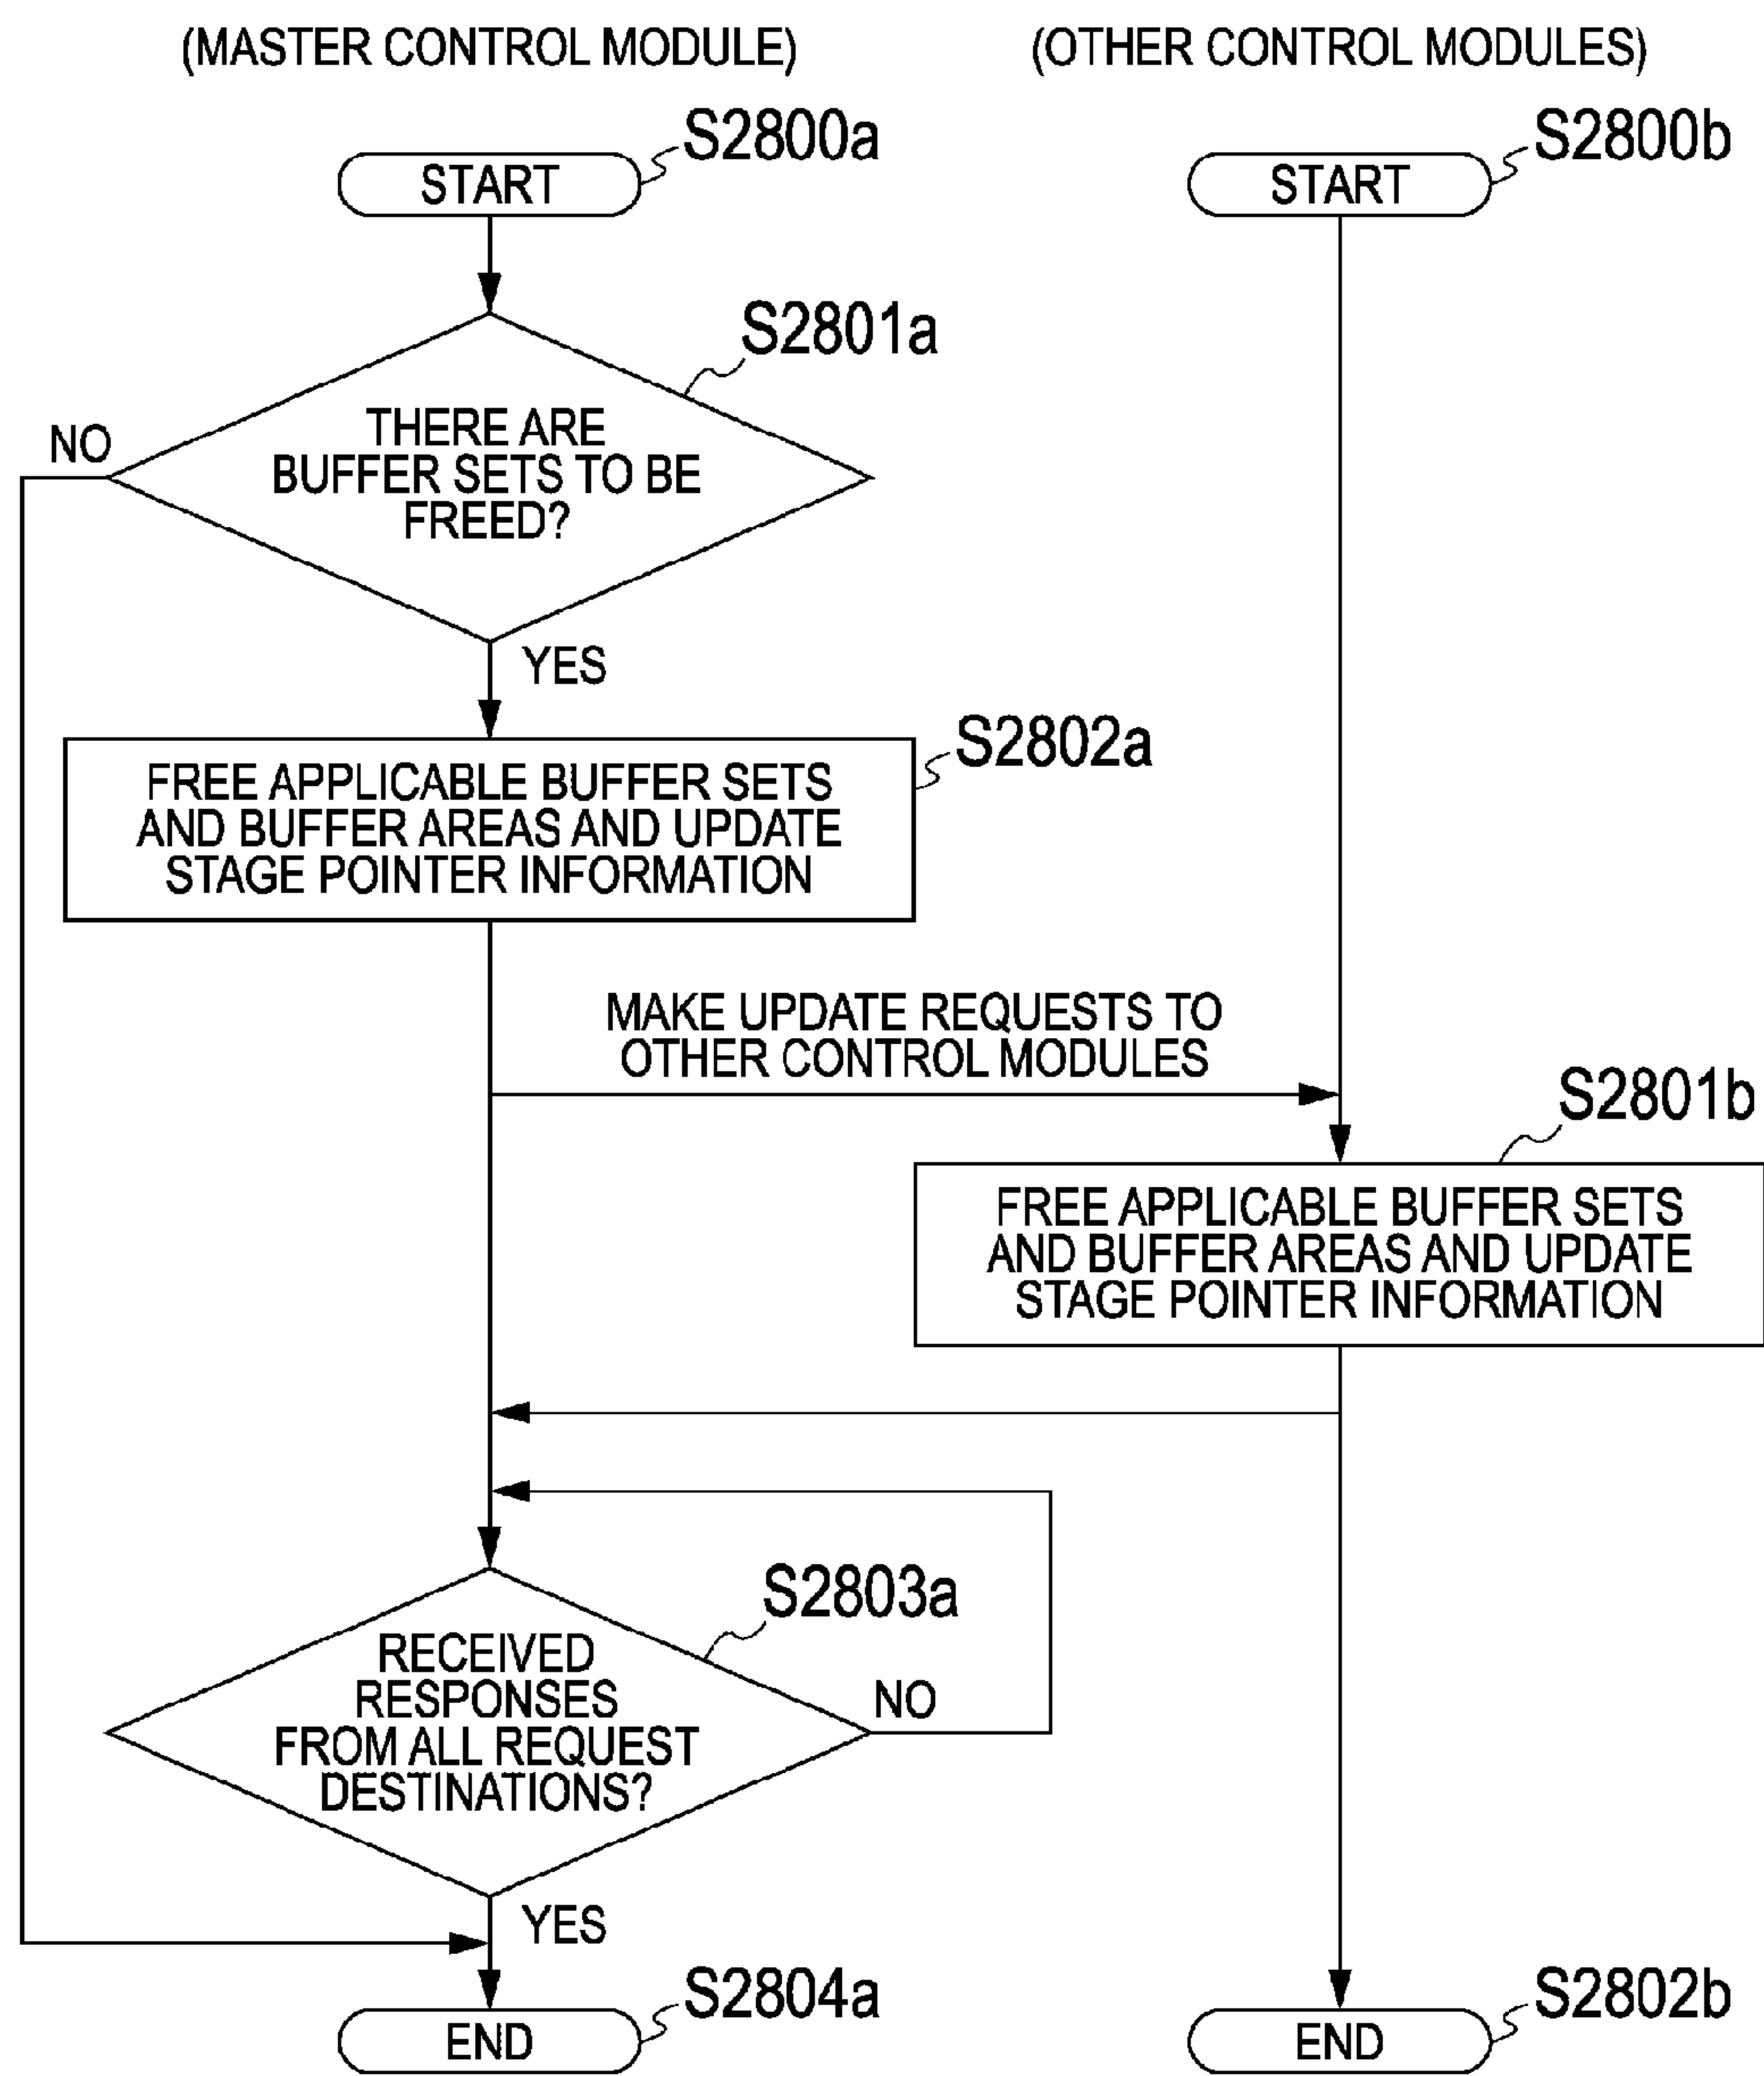 (MASTER CONTROL MODULE)
(OTHER CONTROL MODULES)
S2800a
START
S2800b
START
S2801a
THERE ARE
BUFFER SETS TO BE
FREED?
NO
YES
S2802a
FREE APPLICABLE BUFFER SETS
AND BUFFER AREAS AND UPDATE
STAGE POINTER INFORMATION
MAKE UPDATE REQUESTS TO
OTHER CONTROL MODULES
S2801b
FREE APPLICABLE BUFFER SETS
AND BUFFER AREAS AND UPDATE
STAGE POINTER INFORMATION
S2803a
RECEIVED
RESPONSES
FROM ALL REQUEST
DESTINATIONS?
NO
YES
S2804a
END
S2802b
END